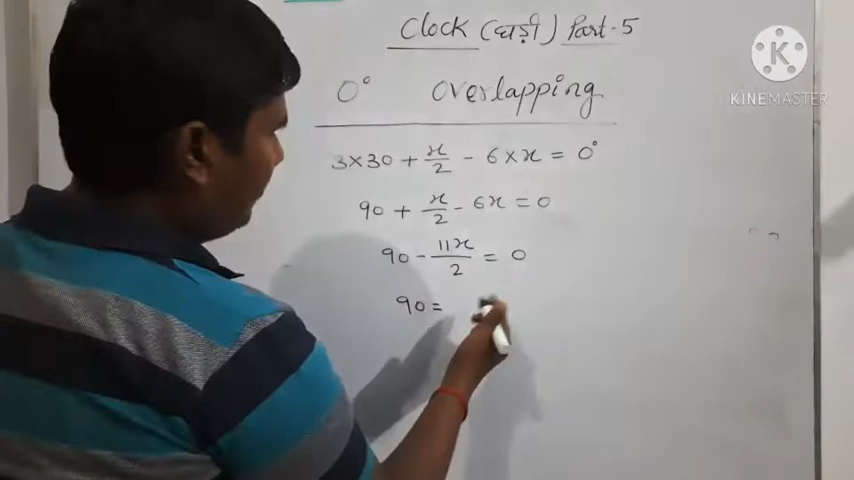 Clock (घड़ी) Part-5
0° overlapping
3×30 + x/2 - 6×x = 0°
90 + x/2 - 6x = 0
90 - 11x/2 = 0
90 =
K
KINEMASTER